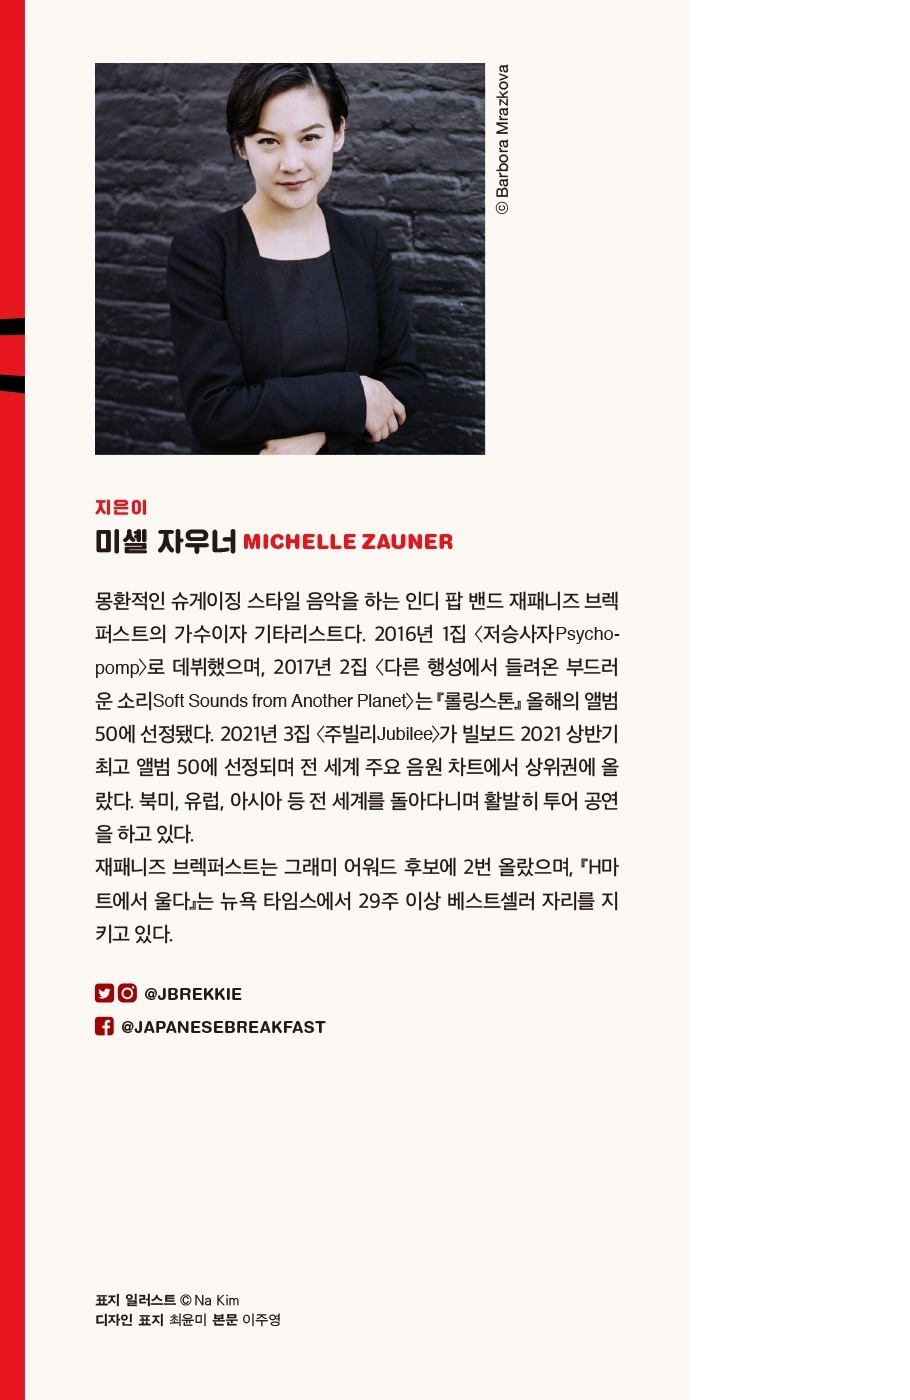 © Barbora Mrazkova
지은이
미셸 자우너 MICHELLE ZAUNER
몽환적인 슈게이징 스타일 음악을 하는 인디 팝 밴드 재패니즈 브렉
퍼스트의 가수이자 기타리스트다. 2016년 1집 〈저승사자Psycho-
pomp〉로 데뷔했으며, 2017년 2집 〈다른 행성에서 들려온 부드러
운 소리Soft Sounds from Another Planet〉는 『롤링스톤』 올해의 앨범
50에 선정됐다. 2021년 3집 〈주빌리Jubilee〉가 빌보드 2021 상반기
최고 앨범 50에 선정되며 전 세계 주요 음원 차트에서 상위권에 올
랐다. 북미, 유럽, 아시아 등 전 세계를 돌아다니며 활발히 투어 공연
을 하고 있다.
재패니즈 브렉퍼스트는 그래미 어워드 후보에 2번 올랐으며, 『H마
트에서 울다』는 뉴욕 타임스에서 29주 이상 베스트셀러 자리를 지
키고 있다.
@JBREKKIE
@JAPANESEBREAKFAST
표지 일러스트 © Na Kim
디자인 표지 최윤미 본문 이주영